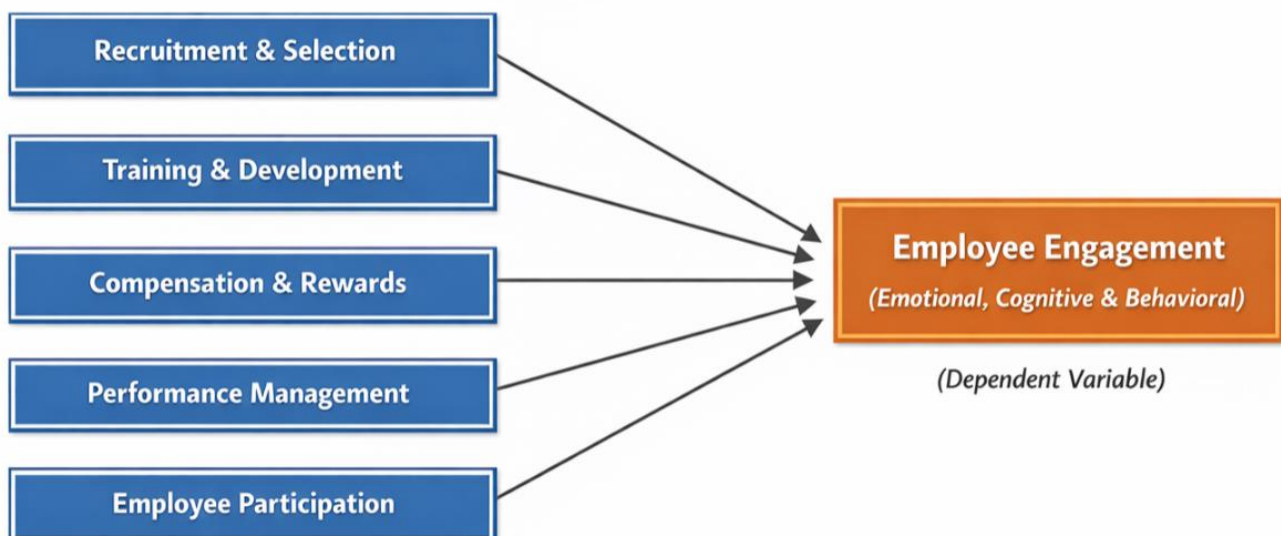 Recruitment & Selection
Training & Development
Compensation & Rewards
Performance Management
Employee Participation
Employee Engagement
(Emotional, Cognitive & Behavioral)
(Dependent Variable)